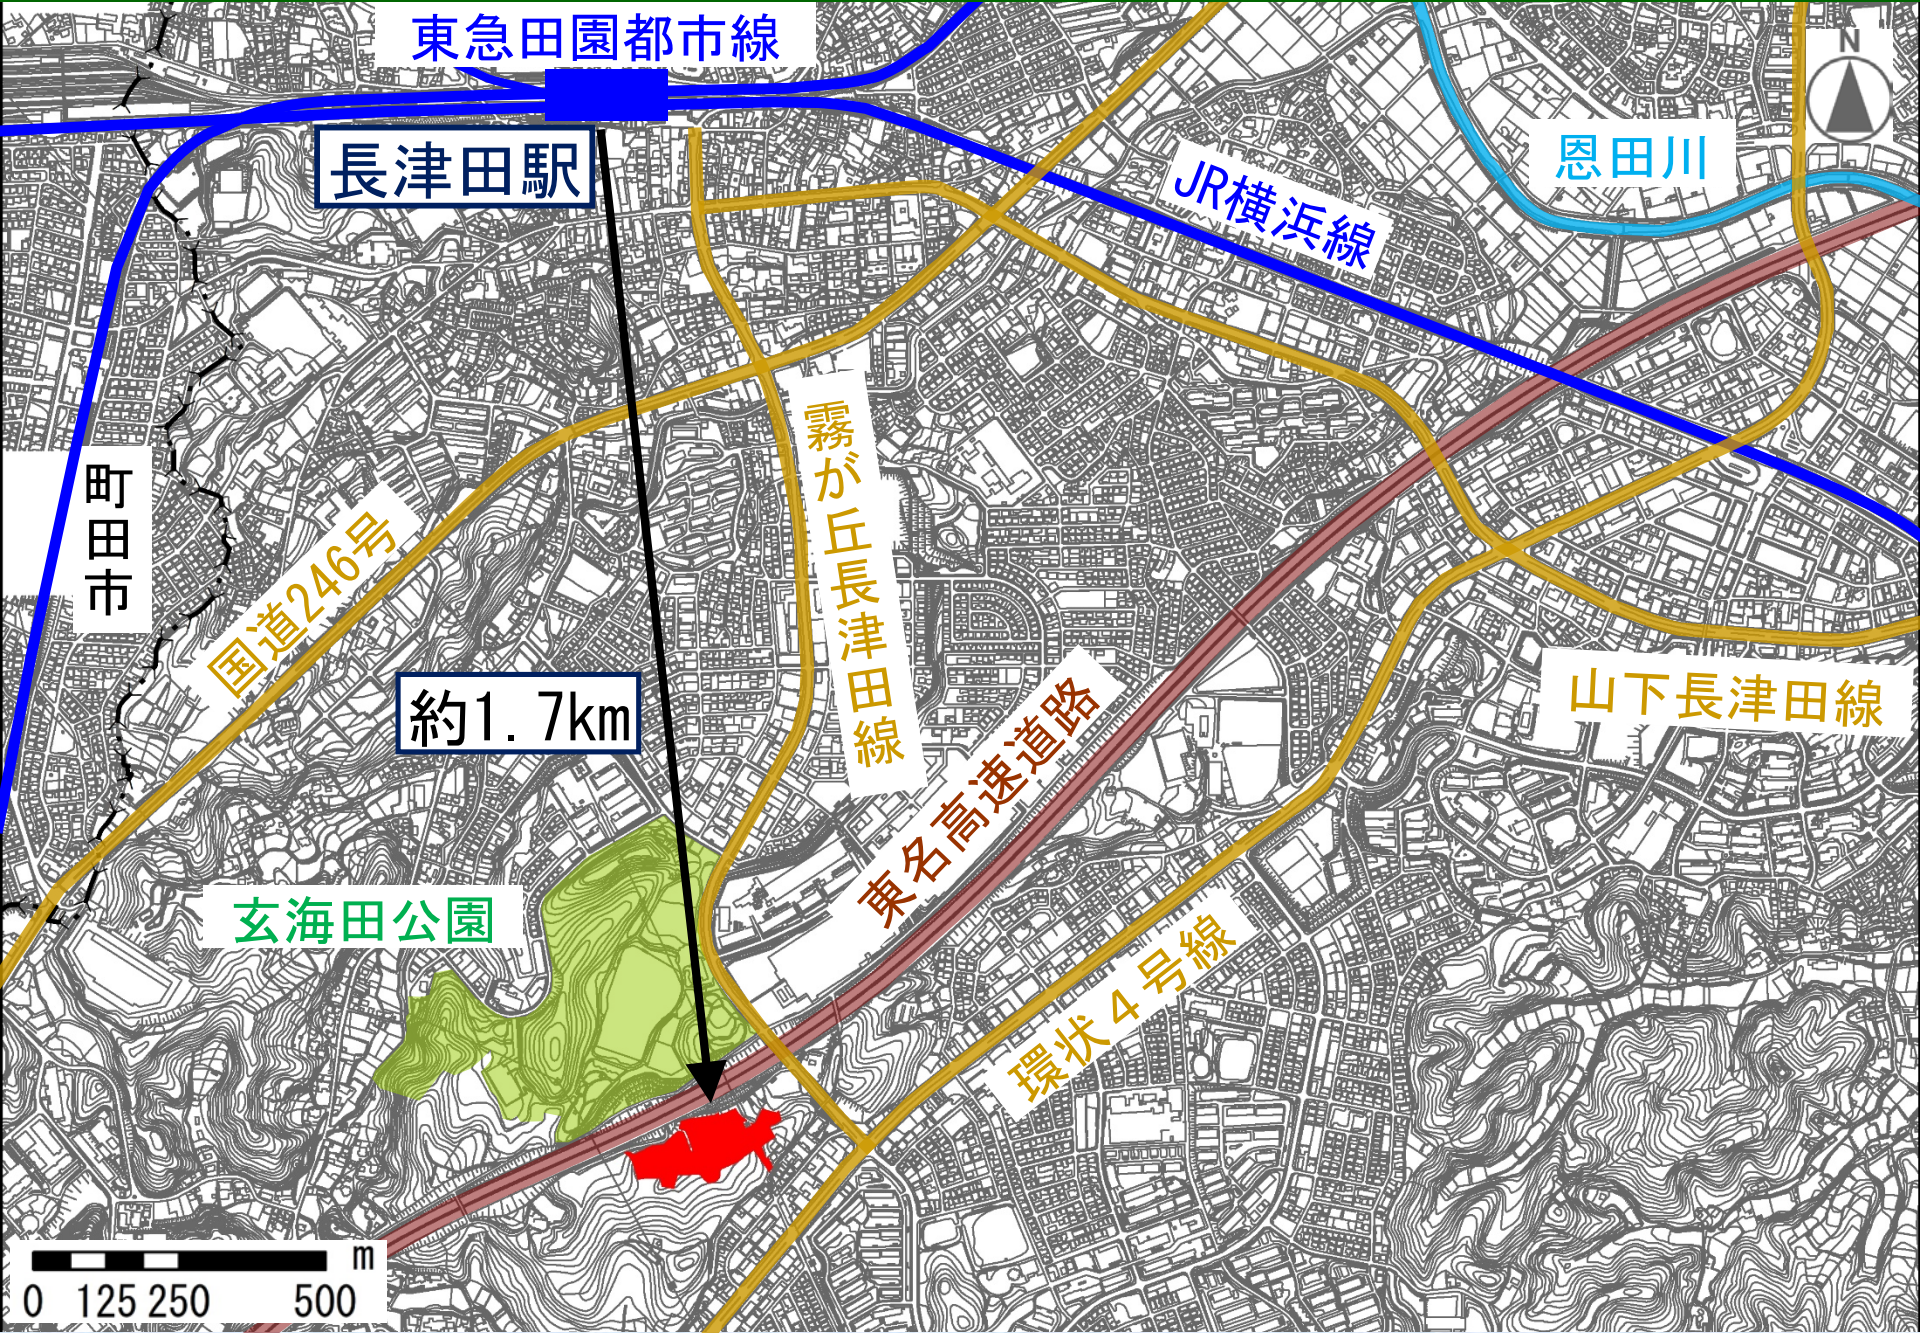 東急田園都市線
N
長津田駅
恩田川
JR横浜線
霧が丘長津田線
町田市
国道246号
約1.7km
山下長津田線
東名高速道路
玄海田公園
環状4号線
m
0 125 250 500